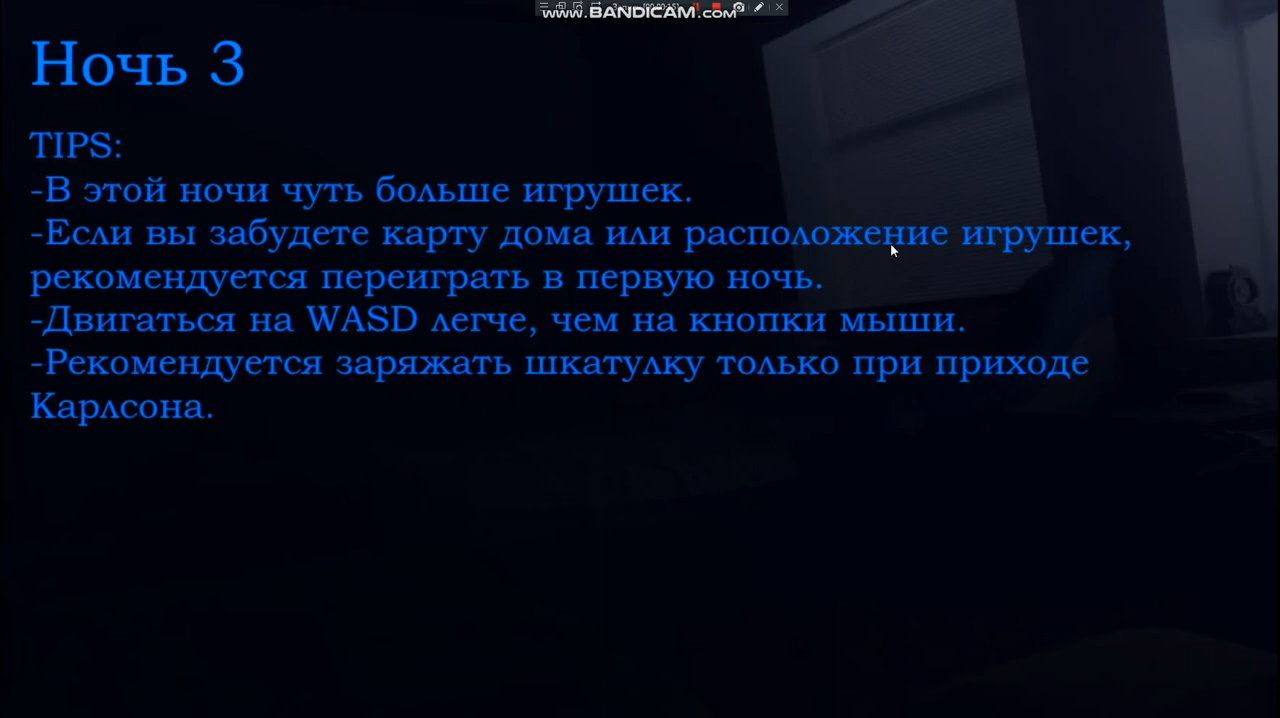 www.BANDICAM.com
Ночь 3
TIPS:
-В этой ночи чуть больше игрушек.
-Если вы забудете карту дома или расположение игрушек,
рекомендуется переиграть в первую ночь.
-Двигаться на WASD легче, чем на кнопки мыши.
-Рекомендуется заряжать шкатулку только при приходе
Карлсона.